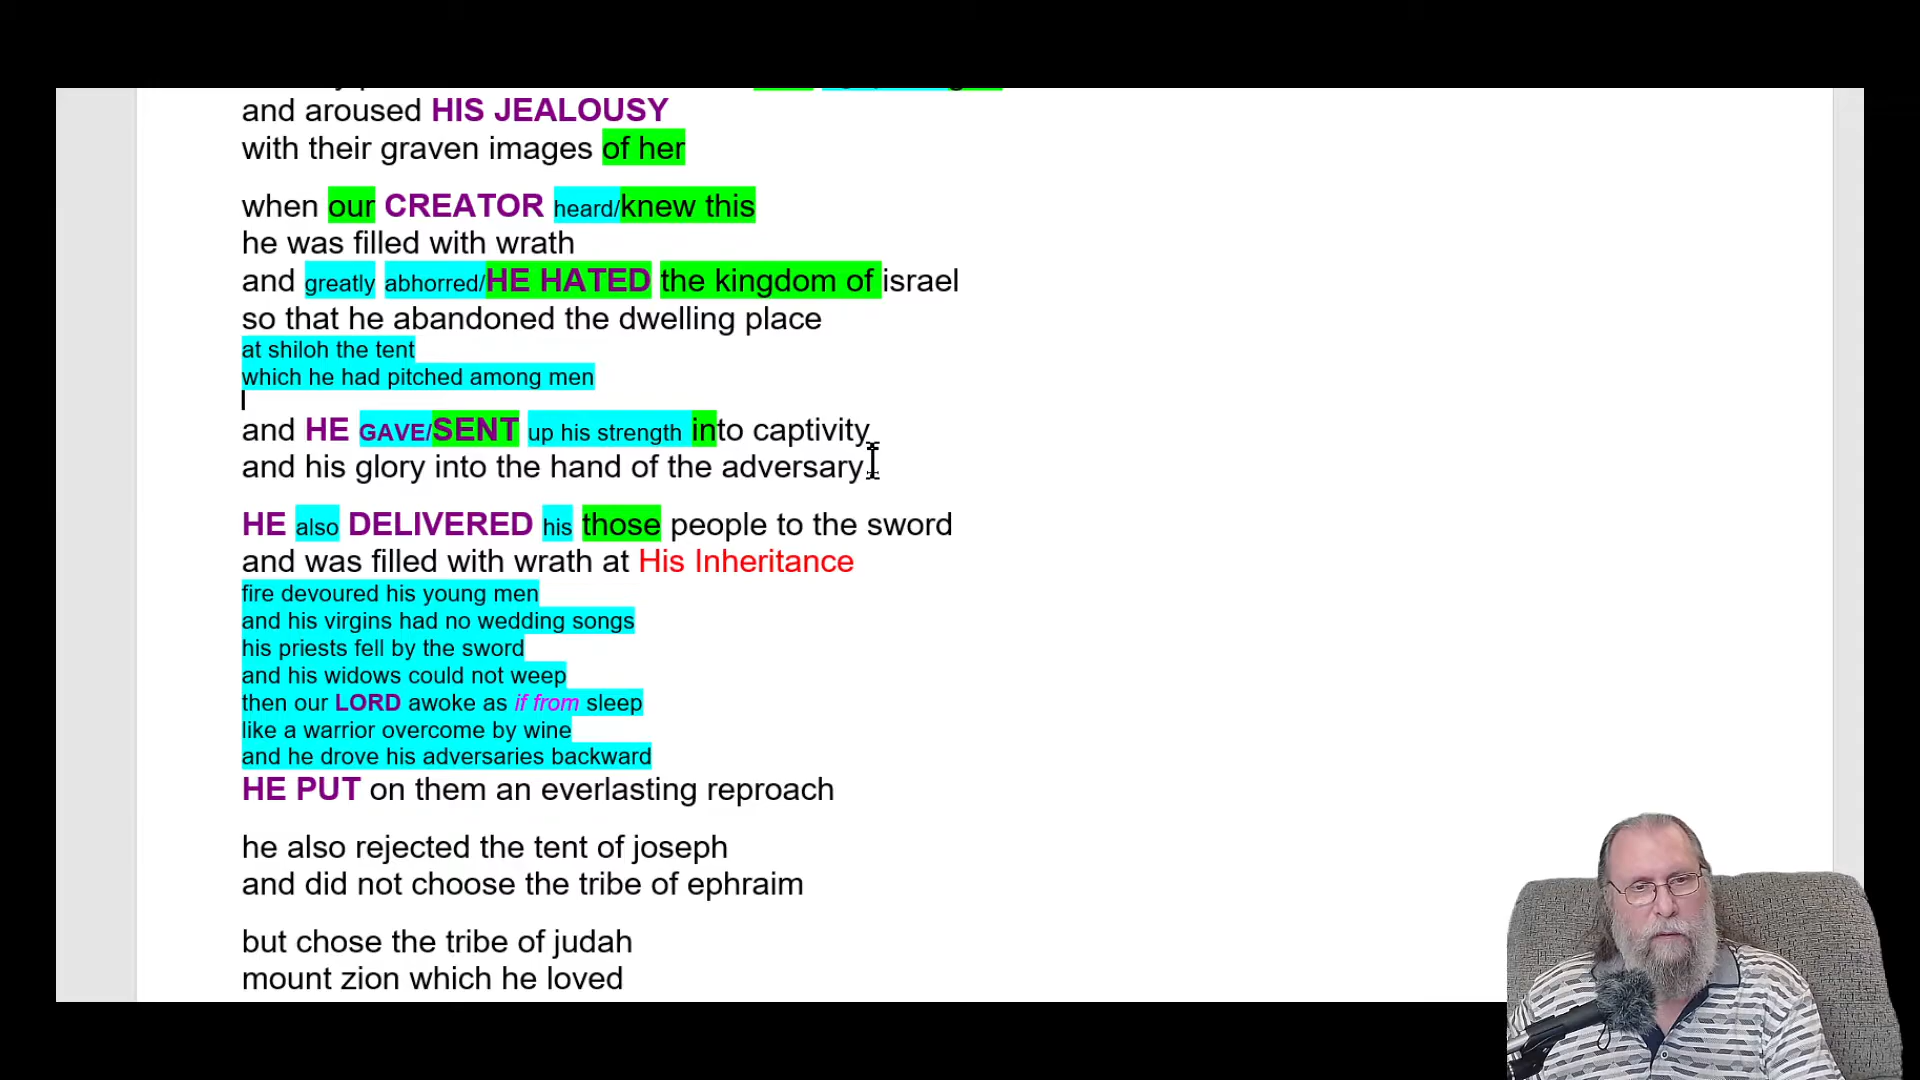 and aroused HIS JEALOUSY
with their graven images of her
when our CREATOR heard/knew this
he was filled with wrath
and greatly abhorred/HE HATED the kingdom of israel
so that he abandoned the dwelling place
at shiloh the tent
which he had pitched among men
and HE GAVE/SENT up his strength into captivity
and his glory into the hand of the adversary
HE also DELIVERED his those people to the sword
and was filled with wrath at His Inheritance
fire devoured his young men
and his virgins had no wedding songs
his priests fell by the sword
and his widows could not weep
then our LORD awoke as if from sleep
like a warrior overcome by wine
and he drove his adversaries backward
HE PUT on them an everlasting reproach
he also rejected the tent of joseph
and did not choose the tribe of ephraim
but chose the tribe of judah
mount zion which he loved